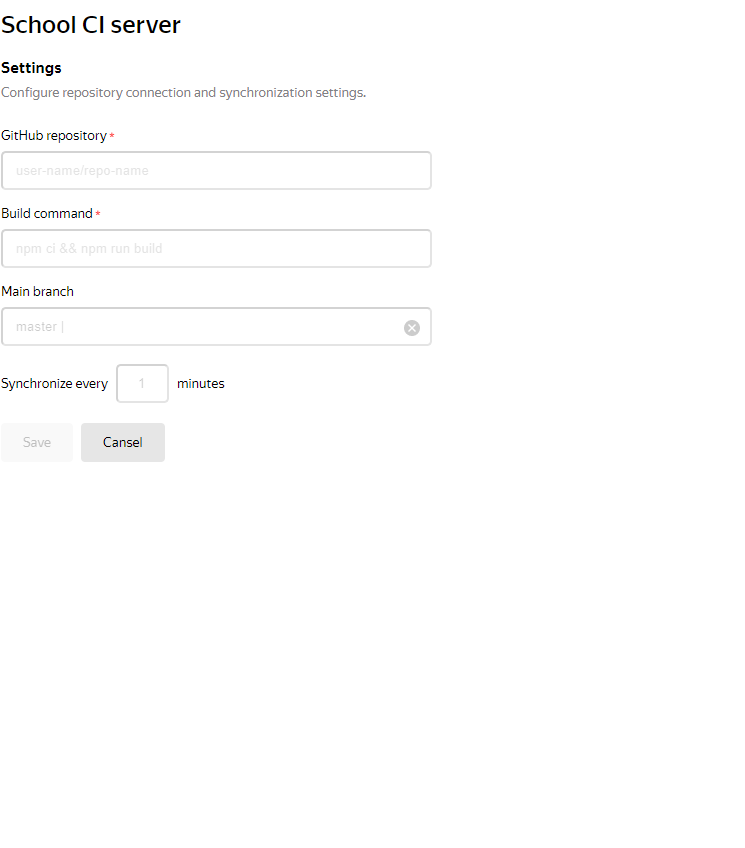 School CI server
Settings
Configure repository connection and synchronization settings.
GitHub repository *
user-name/repo-name
Build command *
npm ci && npm run build
Main branch
master |
Synchronize every 1 minutes
Save Cansel